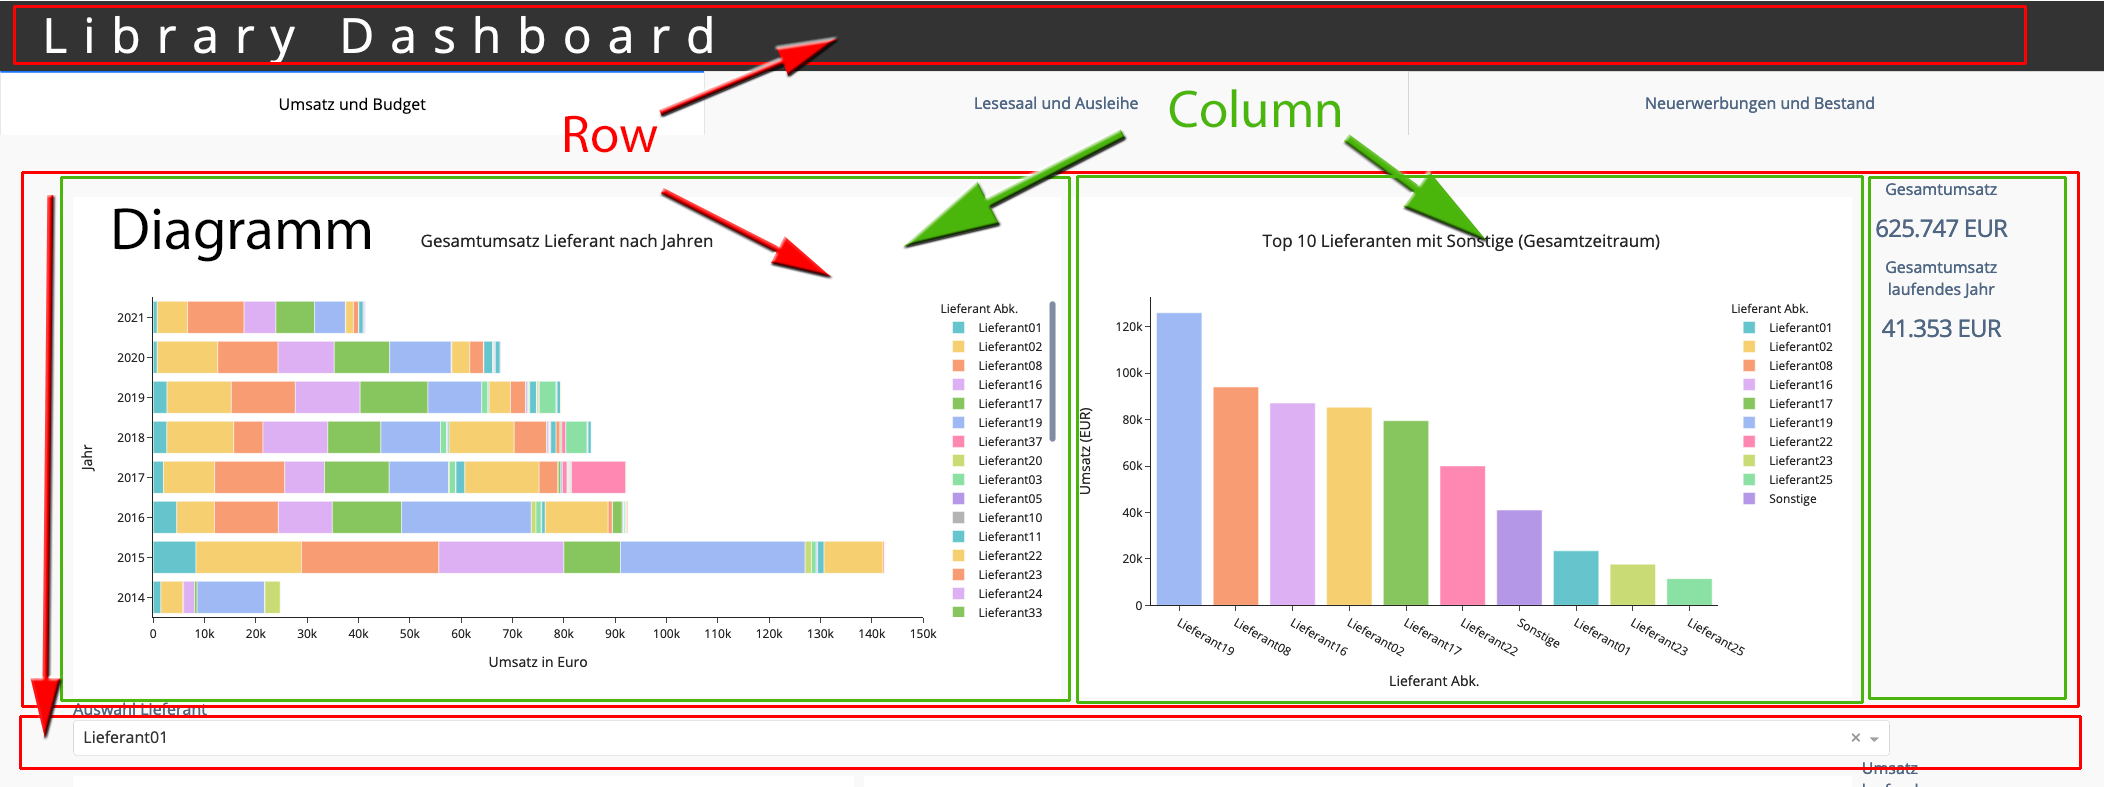 Library Dashboard
Umsatz und Budget
Lesesaal und Ausleihe
Neuerwerbungen und Bestand
Row
Column
Diagramm
Gesamtumsatz Lieferant nach Jahren
Jahr
2021
2020
2019
2018
2017
2016
2015
2014
0 10k 20k 30k 40k 50k 60k 70k 80k 90k 100k 110k 120k 130k 140k 150k
Umsatz in Euro
Lieferant Abk.
Lieferant01
Lieferant02
Lieferant08
Lieferant16
Lieferant17
Lieferant19
Lieferant37
Lieferant20
Lieferant03
Lieferant05
Lieferant10
Lieferant11
Lieferant22
Lieferant23
Lieferant24
Lieferant33
Top 10 Lieferanten mit Sonstige (Gesamtzeitraum)
Umsatz (EUR)
120k
100k
80k
60k
40k
20k
0
Lieferant19 Lieferant08 Lieferant16 Lieferant02 Lieferant17 Lieferant22 Sonstige Lieferant01 Lieferant23 Lieferant25
Lieferant Abk.
Lieferant Abk.
Lieferant01
Lieferant02
Lieferant08
Lieferant16
Lieferant17
Lieferant19
Lieferant22
Lieferant23
Lieferant25
Sonstige
Gesamtumsatz
625.747 EUR
Gesamtumsatz
laufendes Jahr
41.353 EUR
Auswahl Lieferant
Lieferant01
×
Umsatz